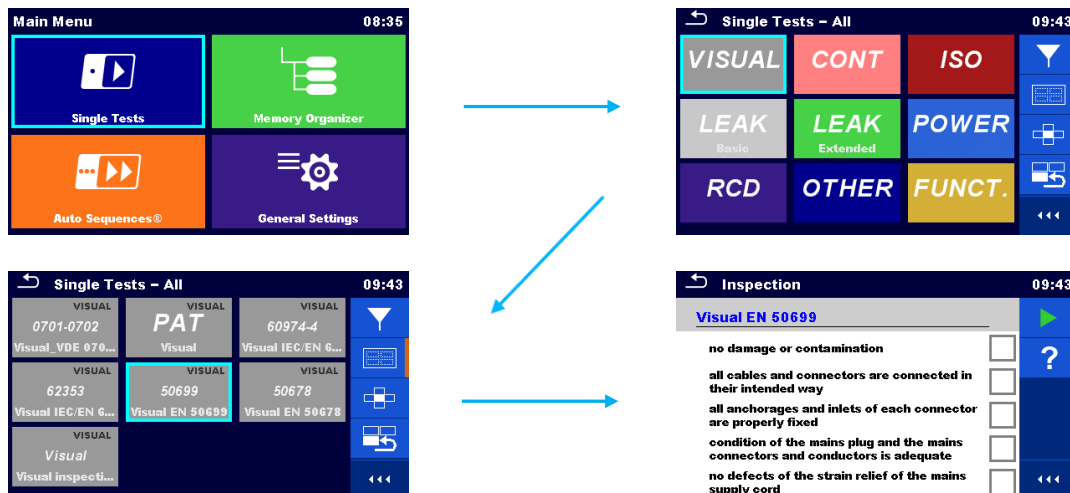 Main Menu 08:35
Single Tests
Memory Organizer
Auto Sequences®
General Settings
Single Tests – All 09:43
VISUAL
CONT
ISO
LEAK
Basic
LEAK
Extended
POWER
RCD
OTHER
FUNCT.
Single Tests – All 09:43
VISUAL
0701-0702
Visual_VDE 070...
VISUAL
PAT
Visual
VISUAL
60974-4
Visual IEC/EN 6...
VISUAL
62353
Visual IEC/EN 6...
VISUAL
50699
Visual EN 50699
VISUAL
50678
Visual EN 50678
VISUAL
Visual
Visual inspecti...
Inspection 09:43
Visual EN 50699
no damage or contamination
all cables and connectors are connected in
their intended way
all anchorages and inlets of each connector
are properly fixed
condition of the mains plug and the mains
connectors and conductors is adequate
no defects of the strain relief of the mains
supply cord
?